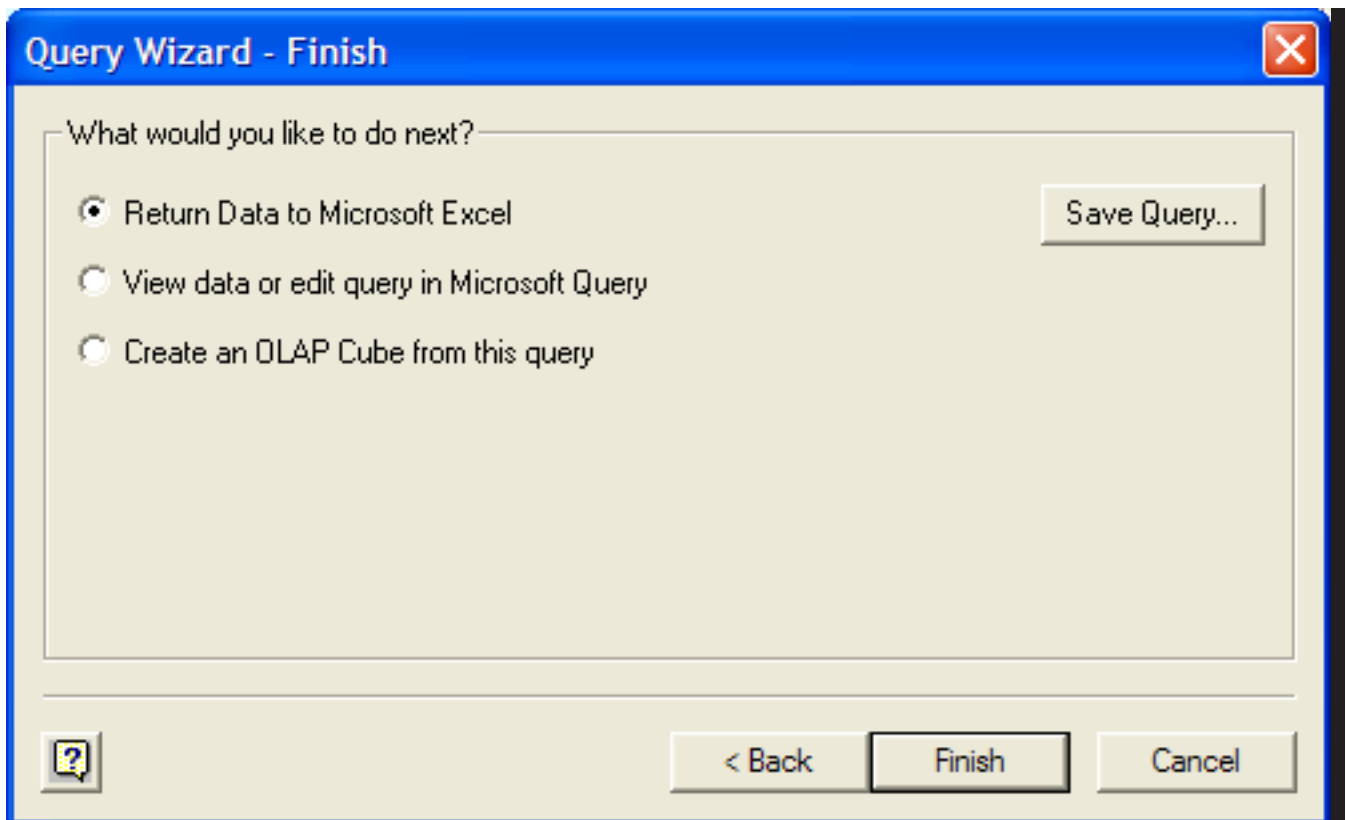 Query Wizard - Finish
What would you like to do next?
Return Data to Microsoft Excel
Save Query...
View data or edit query in Microsoft Query
Create an OLAP Cube from this query
?
< Back
Finish
Cancel